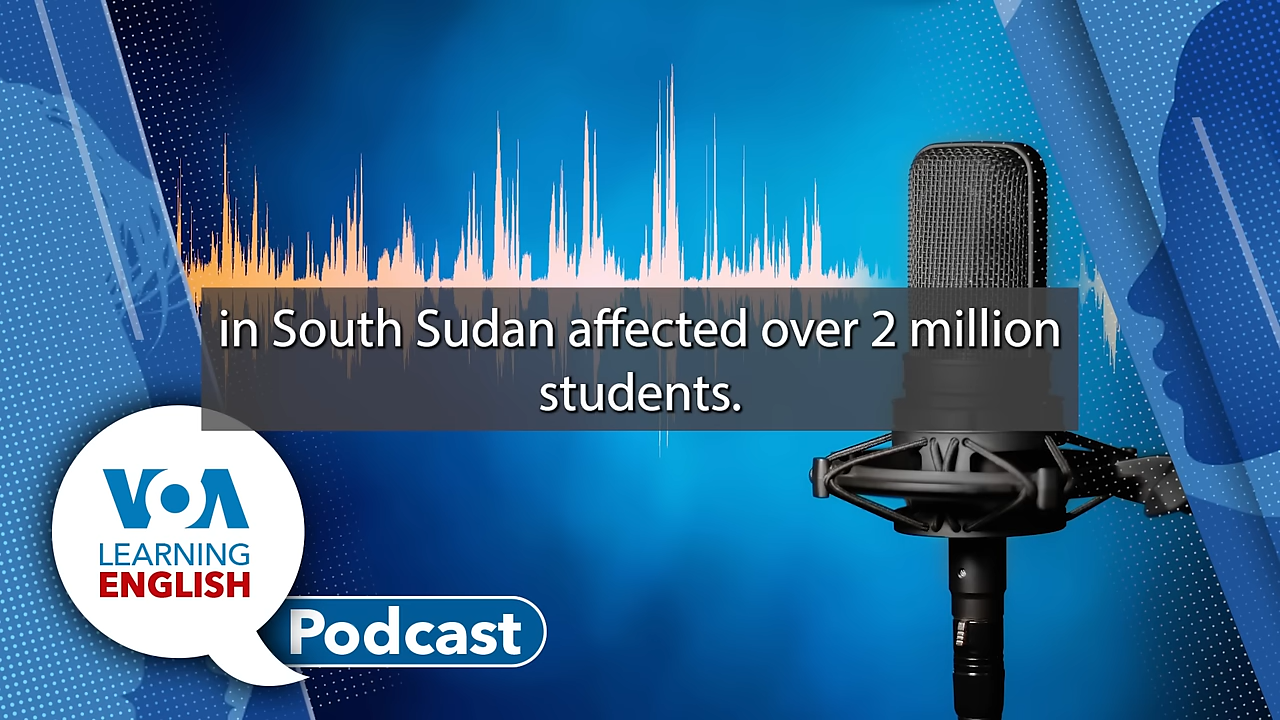 in South Sudan affected over 2 million
students.
VOA
LEARNING
ENGLISH
Podcast